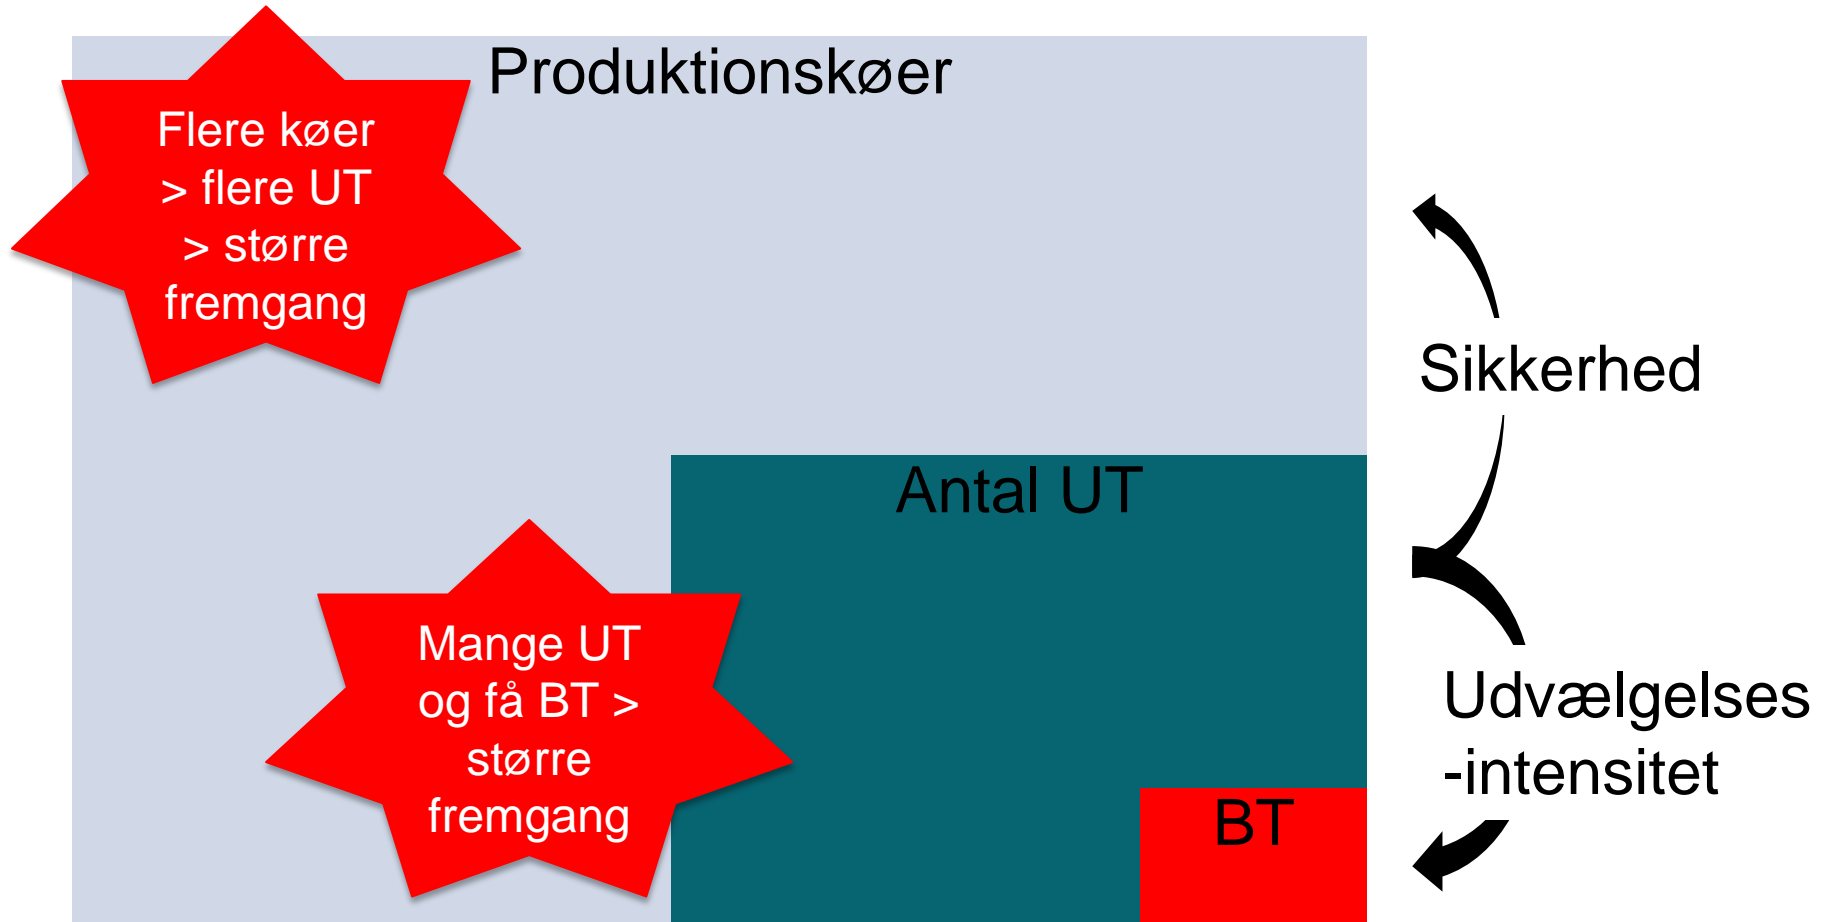 Produktionskøer
Flere køer
> flere UT
> større
fremgang
Sikkerhed
Antal UT
Mange UT
og få BT >
større
fremgang
Udvælgelses
-intensitet
BT